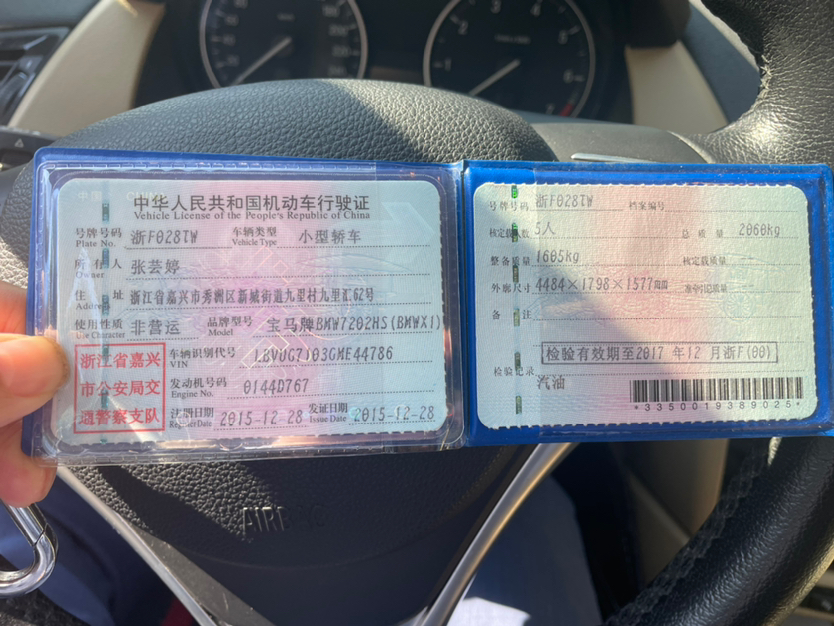 中华人民共和国机动车行驶证
Vehicle License of the People's Republic of China
号牌号码 浙F028TW 车辆类型 小型轿车
Plate No. Vehicle Type
所有人 张芸婷
Owner
住址 浙江省嘉兴市秀洲区新城街道九里村九里汇62号
Address
使用性质 非营运 品牌型号 宝马牌BMW7202HS(BMWX1)
Use Character Model
浙江省嘉兴
市公安局交
通警察支队
车辆识别代号 LBVUG7103GME44786
VIN
发动机号码 0144D767
Engine No.
注册日期 2015-12-28 发证日期 2015-12-28
Register Date Issue Date
号牌号码 浙F028TW 档案编号
核定载人数 5人 总质量 2060kg
整备质量 1605kg 核定载质量 --
外廓尺寸 4484×1798×1577mm 准牵引总质量 --
备注
检验有效期至2017年12月浙F(00)
检验记录
汽油
*3350019389025*
AIRBAG